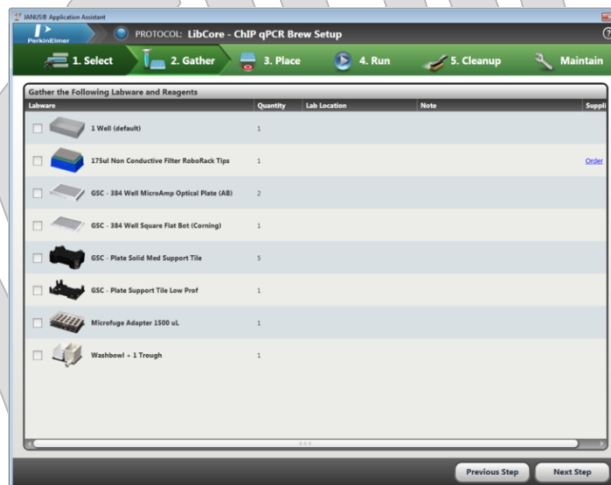 IANUS® Application Assistant
PerkinElmer
PROTOCOL: LibCore - ChIP qPCR Brew Setup
?
1. Select
2. Gather
3. Place
4. Run
5. Cleanup
Maintain
Gather the Following Labware and Reagents
Labware Quantity Lab Location Note Suppli
1 Well (default) 1
175ul Non Conductive Filter RoboRack Tips 1 Order
GSC - 384 Well MicroAmp Optical Plate (AB) 2
GSC - 384 Well Square Flat Bot (Corning) 1
GSC - Plate Solid Med Support Tile 5
GSC - Plate Support Tile Low Prof 1
Microfuge Adapter 1500 uL 1
Washbowl + 1 Trough 1
Previous Step
Next Step